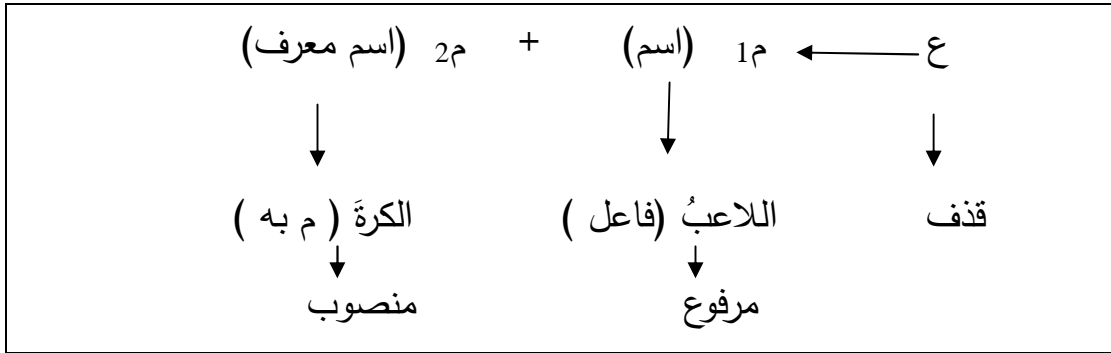 ع م1 (اسم) + م2 (اسم معرف)
قذف اللاعبُ (فاعل ) الكرةَ ( م به )
مرفوع منصوب